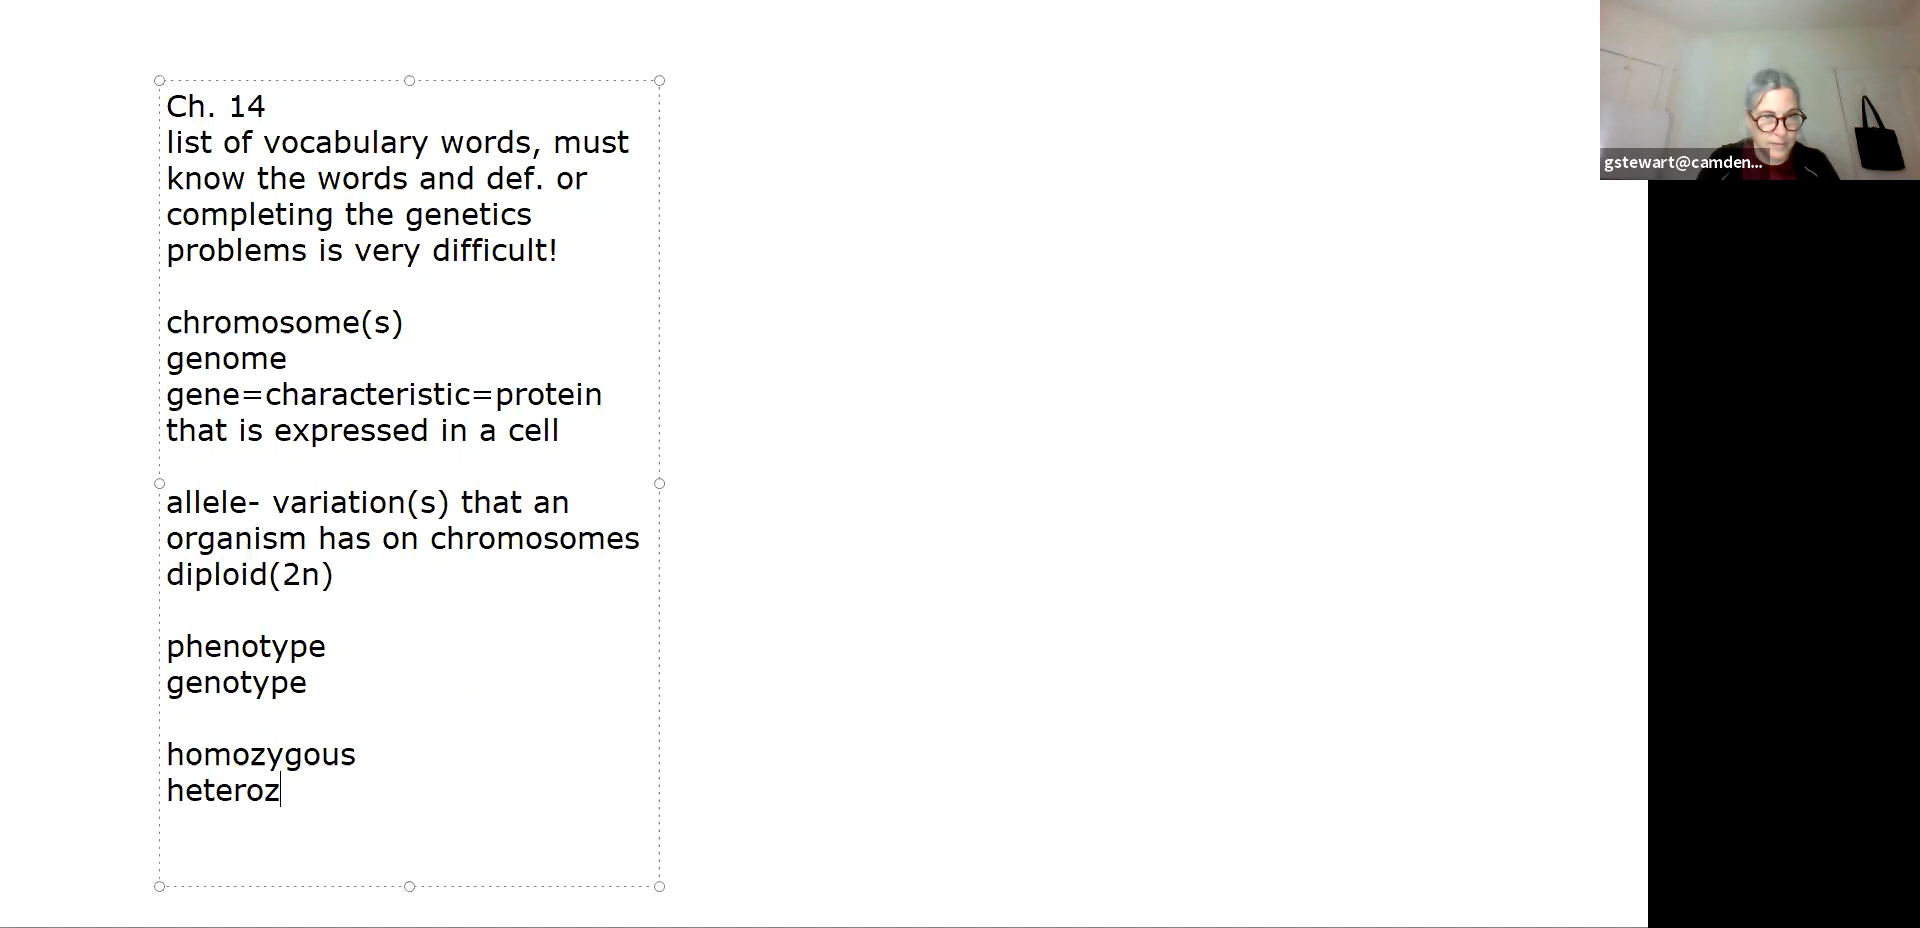 Ch. 14
list of vocabulary words, must
know the words and def. or
completing the genetics
problems is very difficult!
chromosome(s)
genome
gene=characteristic=protein
that is expressed in a cell
allele- variation(s) that an
organism has on chromosomes
diploid(2n)
phenotype
genotype
homozygous
heteroz
gstewart@camden...